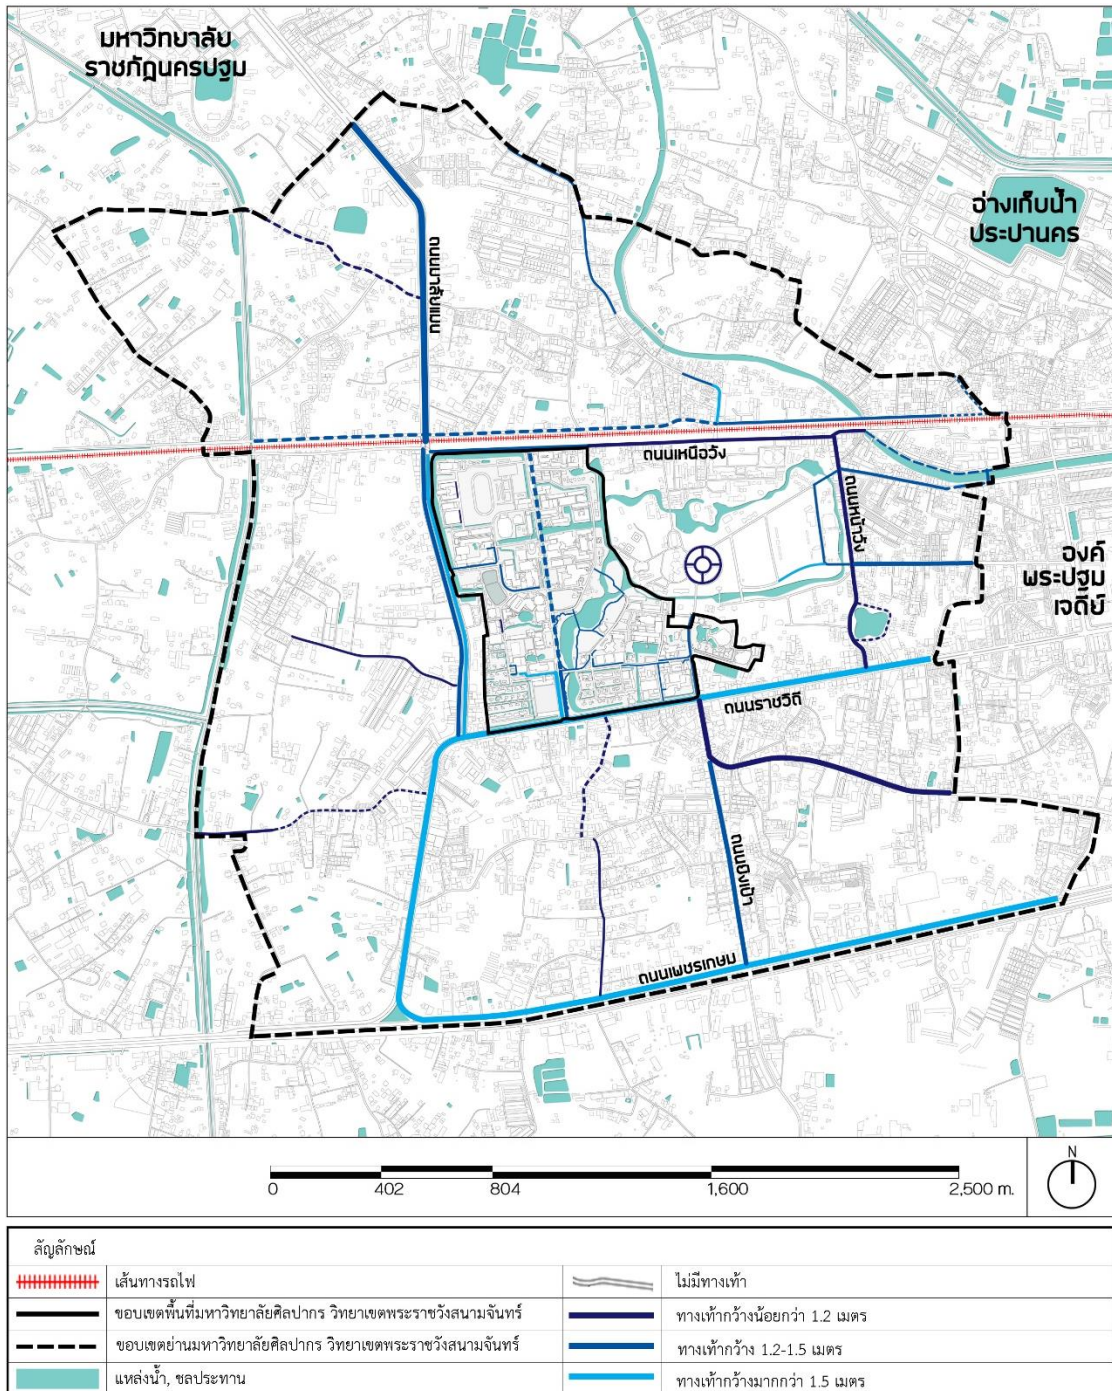 มหาวิทยาลัย
ราชภัฏนครปฐม
อ่างเก็บน้ำ
ประปานคร
ถนนมาลัยแมน
ถนนเหนือวัง
ถนนหน้าวัง
องค์
พระปฐม
เจดีย์
ถนนราชวิถี
ถนนยิงเป้า
ถนนเพชรเกษม
0 402 804 1,600 2,500 m.
N
สัญลักษณ์
เส้นทางรถไฟ
ไม่มีทางเท้า
ขอบเขตพื้นที่มหาวิทยาลัยศิลปากร วิทยาเขตพระราชวังสนามจันทร์
ทางเท้ากว้างน้อยกว่า 1.2 เมตร
ขอบเขตย่านมหาวิทยาลัยศิลปากร วิทยาเขตพระราชวังสนามจันทร์
ทางเท้ากว้าง 1.2-1.5 เมตร
แหล่งน้ำ, ชลประทาน
ทางเท้ากว้างมากกว่า 1.5 เมตร